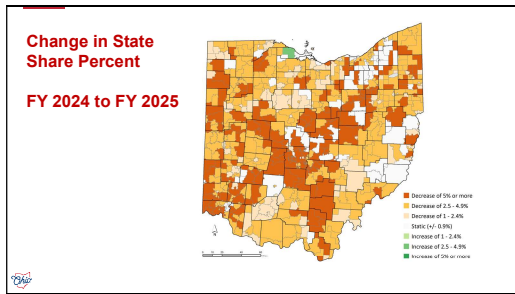 Change in State
Share Percent
FY 2024 to FY 2025
Decrease of 5% or more
Decrease of 2.5 - 4.9%
Decrease of 1 - 2.4%
Static (+/- 0.9%)
Increase of 1 - 2.4%
Increase of 2.5 - 4.9%
Increase of 5% or more
Ohio